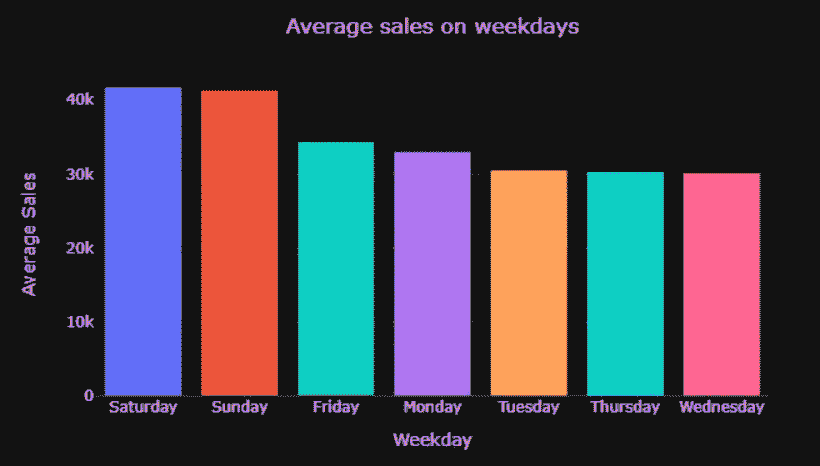 Average sales on weekdays
Average Sales
40k
30k
20k
10k
0
Saturday Sunday Friday Monday Tuesday Thursday Wednesday
Weekday